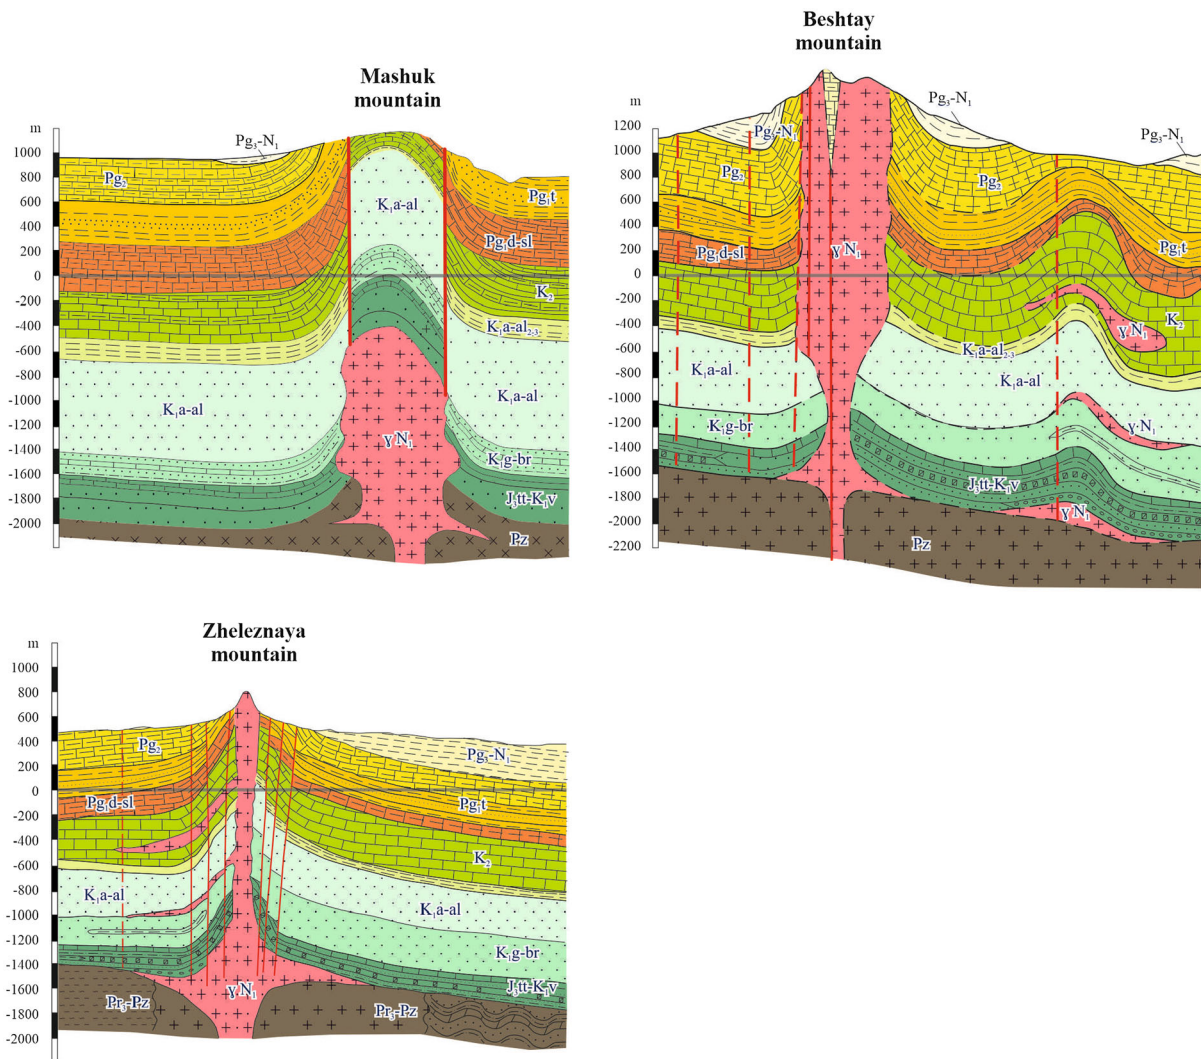 Mashuk
mountain
m
1000
800
600
400
200
0
-200
-400
-600
-800
-1000
-1200
-1400
-1600
-1800
-2000
Pg₃-N₁
Pg₂
K₁a-al
Pg₁t
Pg₁d-sl
K₂
K₁a-al₂₋₃
K₁a-al
K₁a-al
ɣN₁
K₁g-br
J₃tt-K₁v
Pz
Beshtay
mountain
m
1200
1000
800
600
400
200
0
-200
-400
-600
-800
-1000
-1200
-1400
-1600
-1800
-2000
-2200
Pg₃-N₁
Pg₃-N₁
Pg₃-N₁
Pg₂
Pg₂
Pg₁t
Pg₁d-sl
ɣN₁
K₂
ɣN₁
K₁a-al₂₋₃
K₁a-al
K₁a-al
K₁g-br
ɣN₁
J₃tt-K₁v
ɣN₁
Pz
Zheleznaya
mountain
m
1000
800
600
400
200
0
-200
-400
-600
-800
-1000
-1200
-1400
-1600
-1800
-2000
Pg₂
Pg₃-N₁
Pg₁d-sl
Pg₁t
K₂
K₁a-al
K₁a-al
K₁g-br
J₃tt-K₁v
ɣN₁
Pr₃-Pz
Pr₃-Pz